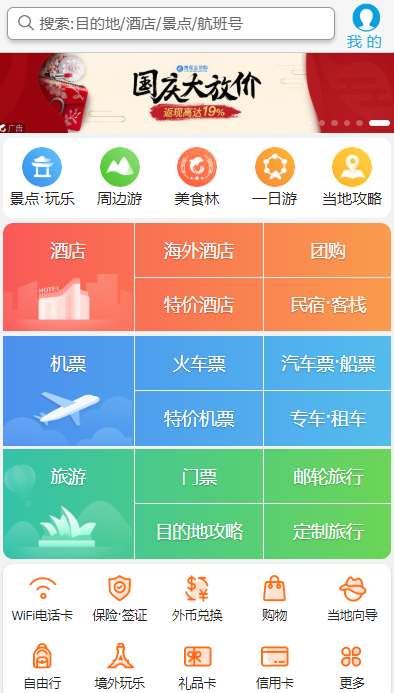 搜索:目的地/酒店/景点/航班号
我 的
国庆大放价
返现高达19%
广告
景点·玩乐 周边游 美食林 一日游 当地攻略
酒店 海外酒店 团购
HOTEL
特价酒店 民宿·客栈
机票 火车票 汽车票·船票
特价机票 专车·租车
旅游 门票 邮轮旅行
目的地攻略 定制旅行
WiFi电话卡 保险·签证 外币兑换 购物 当地向导
自由行 境外玩乐 礼品卡 信用卡 更多